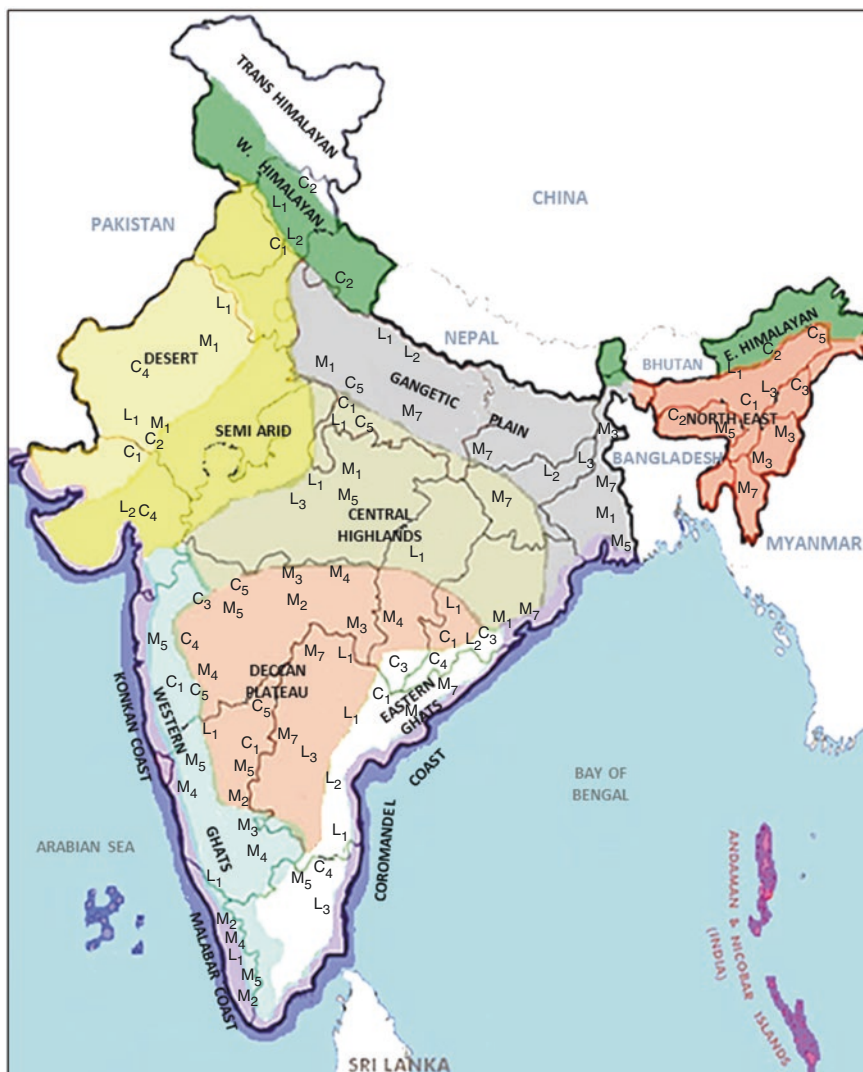 TRANS HIMALAYAN
W. HIMALAYAN
C2
L1
PAKISTAN
CHINA
L2
C1
C2
L1
NEPAL
L1
L2
E. HIMALAYAN
C5
C2
BHUTAN
L1
M1
DESERT
C4
M1
GANGETIC
PLAIN
C5
C1
M7
L1
C5
L3
C3
C1
NORTH EAST
C2
M5
M3
M3
L1
M1
C2
C1
SEMI ARID
M7
M3
L3
BANGLADESH
M3
L2
M7
M7
L1
M1
M5
L3
M7
M1
M5
L2
C4
CENTRAL
HIGHLANDS
L1
MYANMAR
M3
M4
C5
C3
M5
M2
M3
M4
L1
M1
M7
C1
L2
C3
M5
C4
M7
L1
C3
C4
M4
DECCAN
PLATEAU
C1
C5
C5
C1
EASTERN
GHATS
M7
M
L1
KONKAN COAST
WESTERN
GHATS
L1
C1
M7
L3
M5
M5
M4
M2
L2
COAST
BAY OF
BENGAL
M3
M4
L1
COROMANDEL
ARABIAN SEA
L1
M5
C4
L3
M2
M4
L1
M5
M2
MALABAR COAST
ANDAMAN & NICOBAR ISLANDS
(INDIA)
SRI LANKA